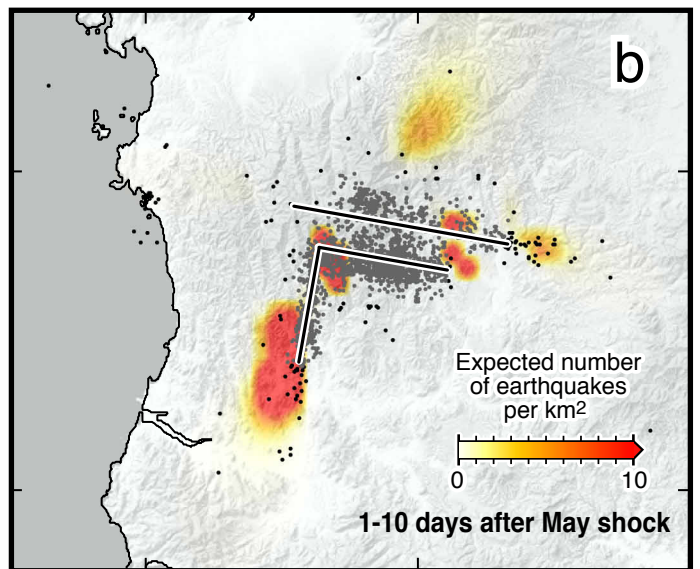 b
Expected number
of earthquakes
per km2
0 10
1-10 days after May shock